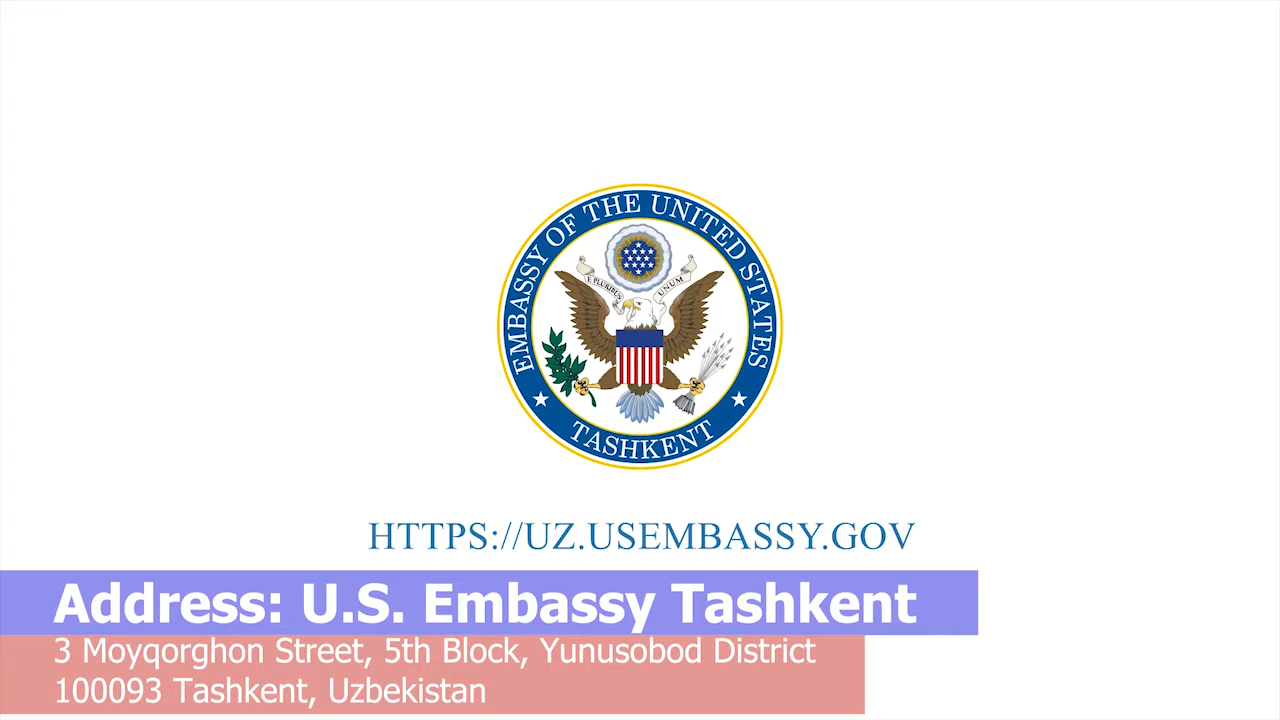 EMBASSY OF THE UNITED STATES
E PLURIBUS UNUM
TASHKENT
HTTPS://UZ.USEMBASSY.GOV
Address: U.S. Embassy Tashkent
3 Moyqorghon Street, 5th Block, Yunusobod District
100093 Tashkent, Uzbekistan